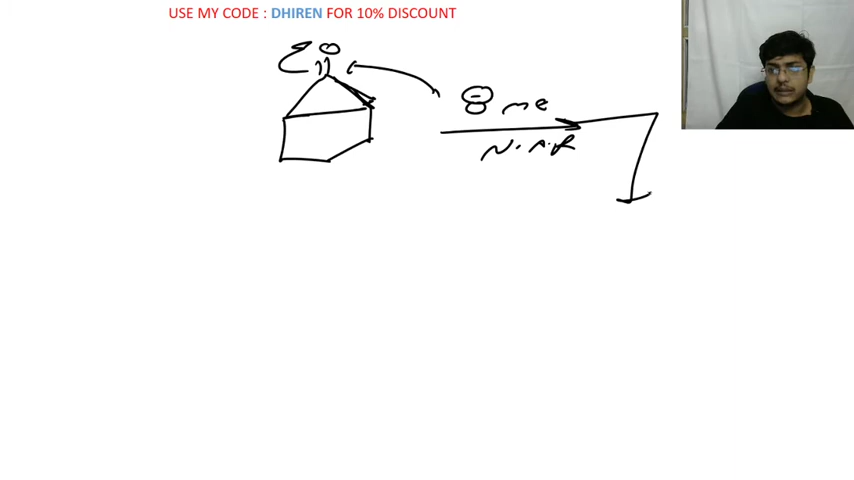 USE MY CODE : DHIREN FOR 10% DISCOUNT
O
⊖
O me
N.A.R